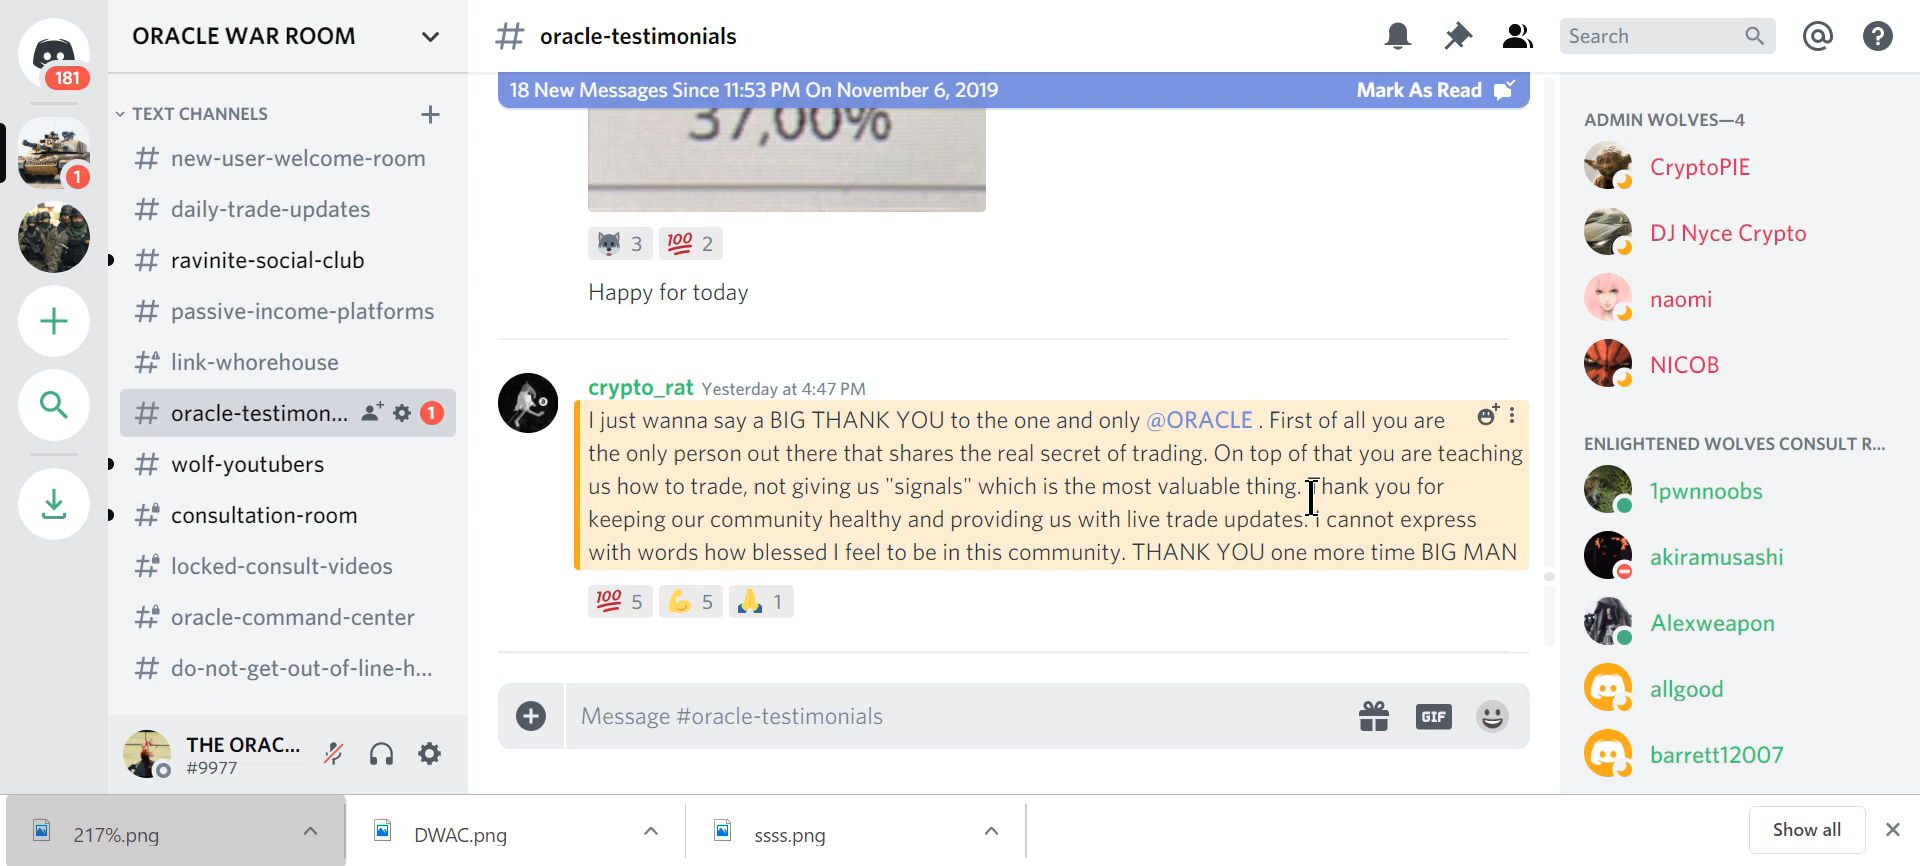 181
1
ORACLE WAR ROOM
TEXT CHANNELS
new-user-welcome-room
daily-trade-updates
ravinite-social-club
passive-income-platforms
link-whorehouse
oracle-testimon... 1
wolf-youtubers
consultation-room
locked-consult-videos
oracle-command-center
do-not-get-out-of-line-h...
THE ORAC...
#9977
# oracle-testimonials
Search
18 New Messages Since 11:53 PM On November 6, 2019 Mark As Read
37,00%
3 100 2
Happy for today
crypto_rat Yesterday at 4:47 PM
I just wanna say a BIG THANK YOU to the one and only @ORACLE . First of all you are
the only person out there that shares the real secret of trading. On top of that you are teaching
us how to trade, not giving us "signals" which is the most valuable thing. Thank you for
keeping our community healthy and providing us with live trade updates. I cannot express
with words how blessed I feel to be in this community. THANK YOU one more time BIG MAN
100 5 5 1
Message #oracle-testimonials
GIF
ADMIN WOLVES—4
CryptoPIE
DJ Nyce Crypto
naomi
NICOB
ENLIGHTENED WOLVES CONSULT R...
1pwnnoobs
akiramusashi
Alexweapon
allgood
barrett12007
217%.png
DWAC.png
ssss.png
Show all